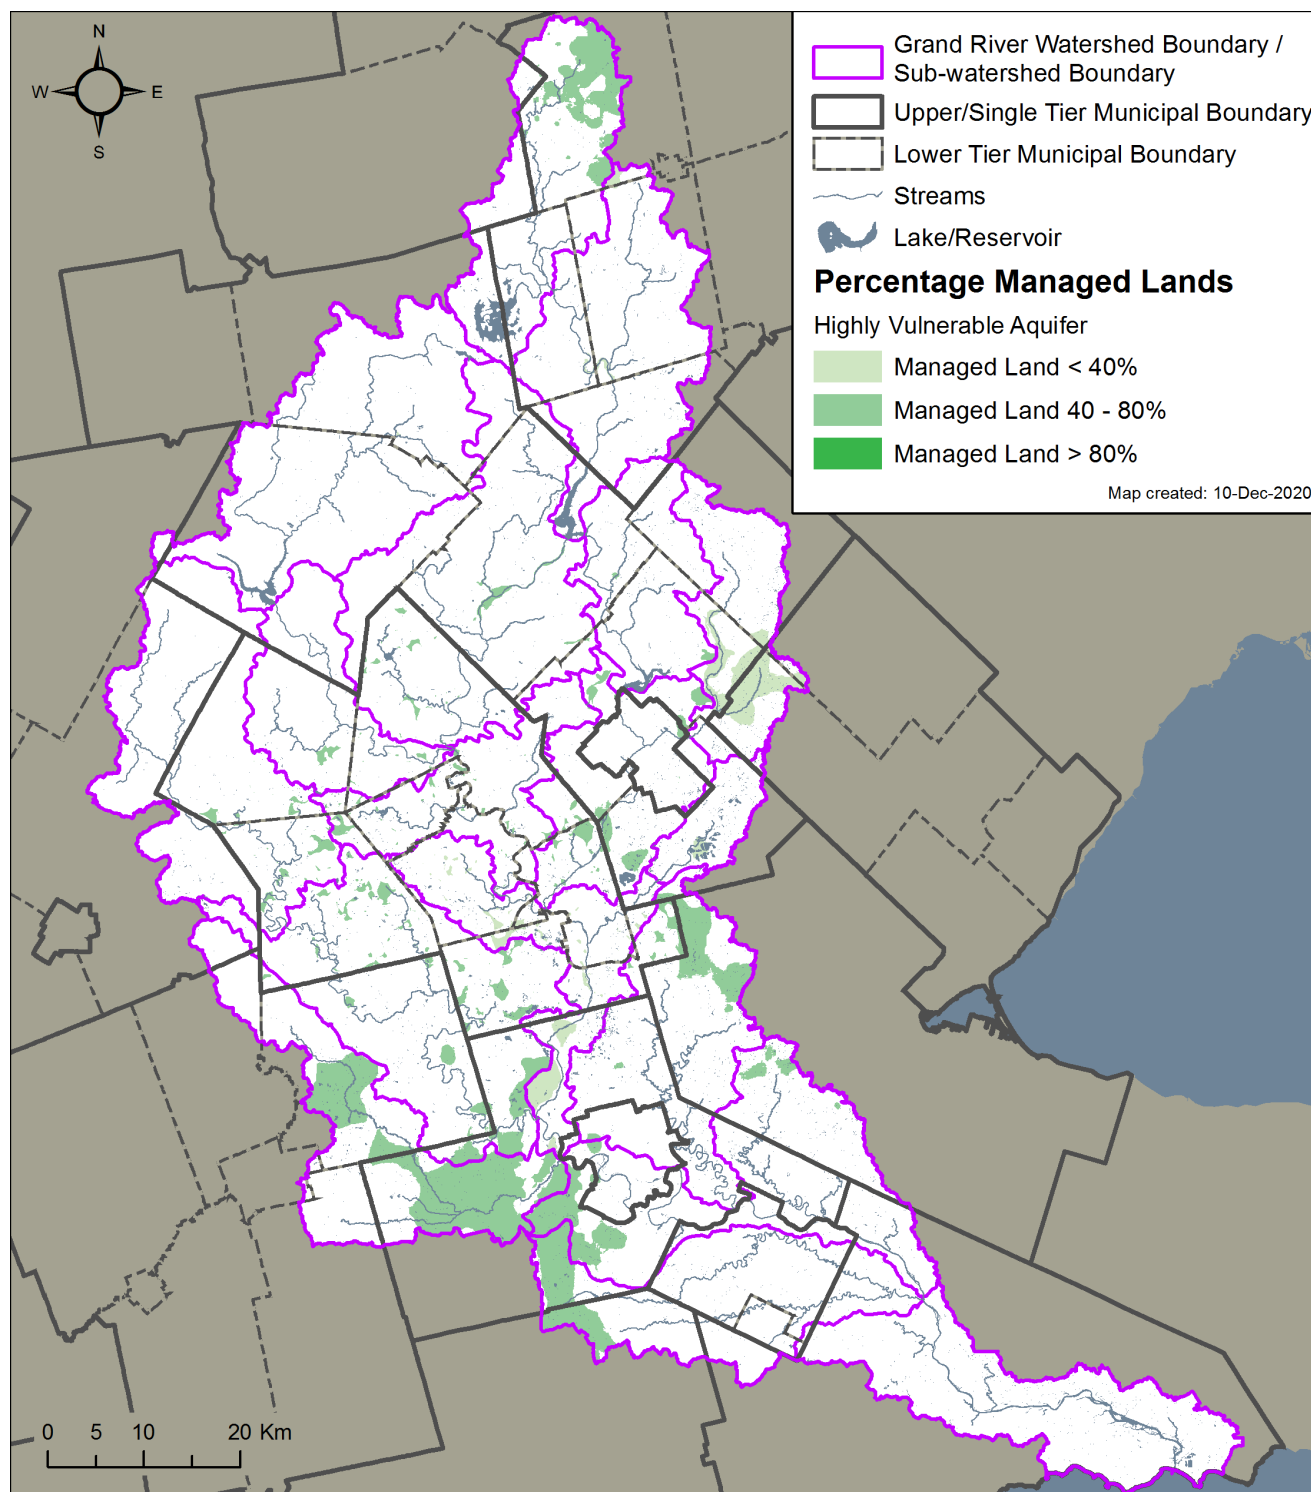 N
W
E
S
Grand River Watershed Boundary /
Sub-watershed Boundary
Upper/Single Tier Municipal Boundary
Lower Tier Municipal Boundary
Streams
Lake/Reservoir
Percentage Managed Lands
Highly Vulnerable Aquifer
Managed Land < 40%
Managed Land 40 - 80%
Managed Land > 80%
Map created: 10-Dec-2020
0 5 10 20 Km